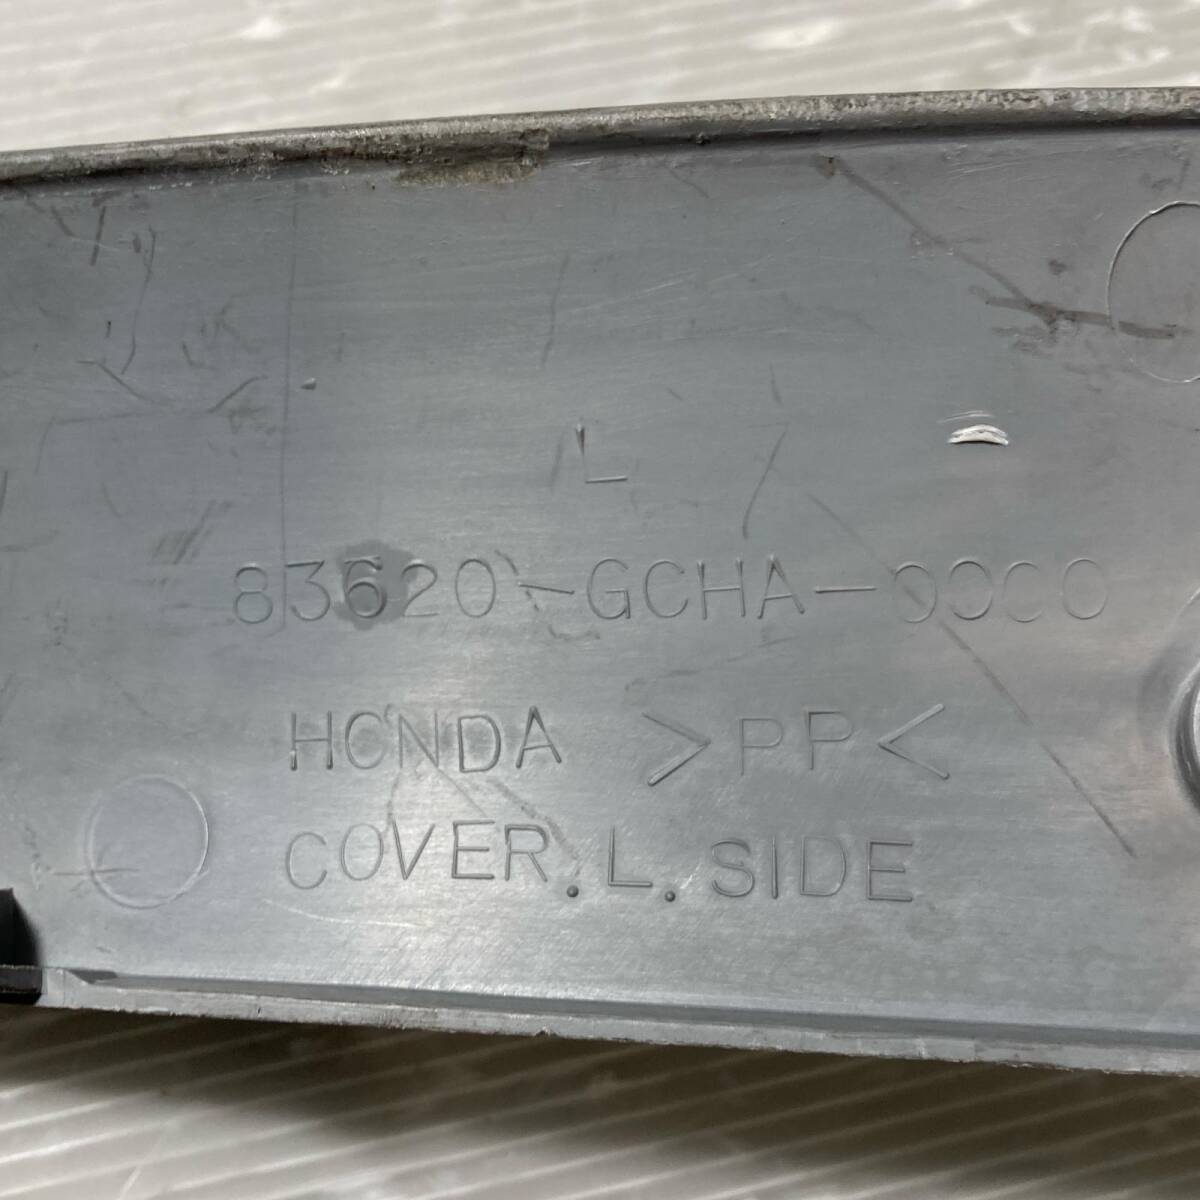 L
83620-GCHA-0000
HONDA >PP<
COVER.L.SIDE